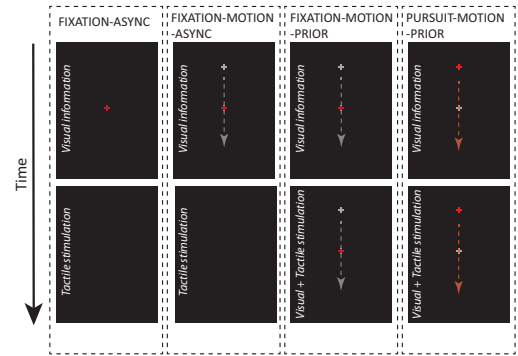 FIXATION-ASYNC
FIXATION-MOTION
-ASYNC
FIXATION-MOTION
-PRIOR
PURSUIT-MOTION
-PRIOR
Time
Visual information
Visual information
Visual information
Visual information
Tactile stimulation
Tactile stimulation
Visual + Tactile stimulation
Visual + Tactile stimulation